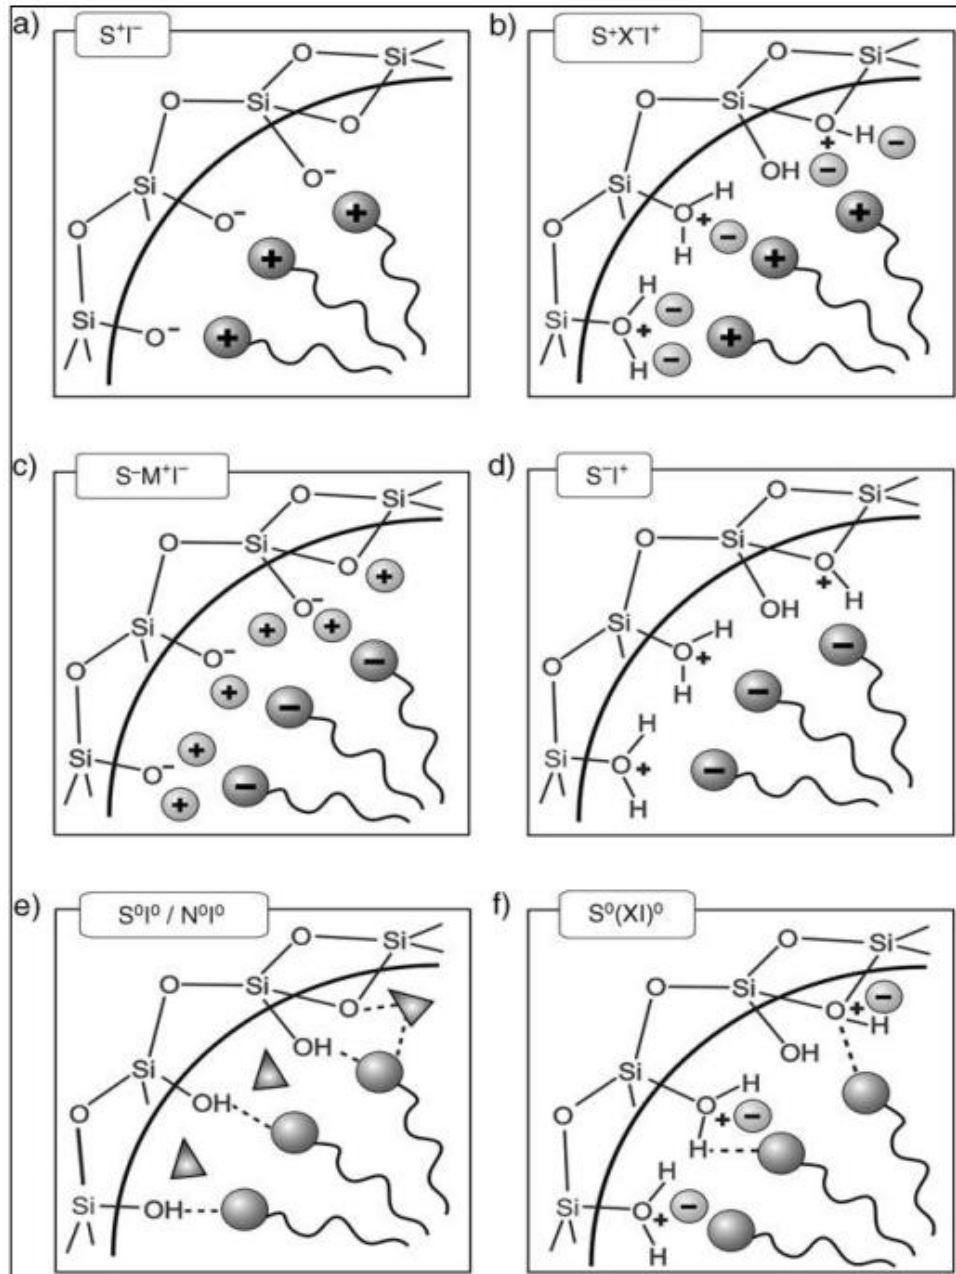 a) S⁺I⁻
O Si
O Si
O
Si O⁻
O O⁻
Si O⁻
b) S⁺X⁻I⁺
O Si
O Si
O H −
+ −
OH
Si H
O O + −
H
+
+
H
Si O + −
H −
+
c) S⁻M⁺I⁻
O Si
O Si
O +
O⁻
Si + +
O O⁻ −
+ −
+
Si O⁻ −
+
d) S⁻I⁺
O Si
O Si
O
+ H
OH
Si H
O O +
H
−
−
H
Si O + −
H
e) S⁰I⁰ / N⁰I⁰
O Si
O Si
O
OH
Si
O OH
Si OH
f) S⁰(XI)⁰
O Si
O Si
O + −
H
OH
Si H
O O + −
H
H
Si O + −
H